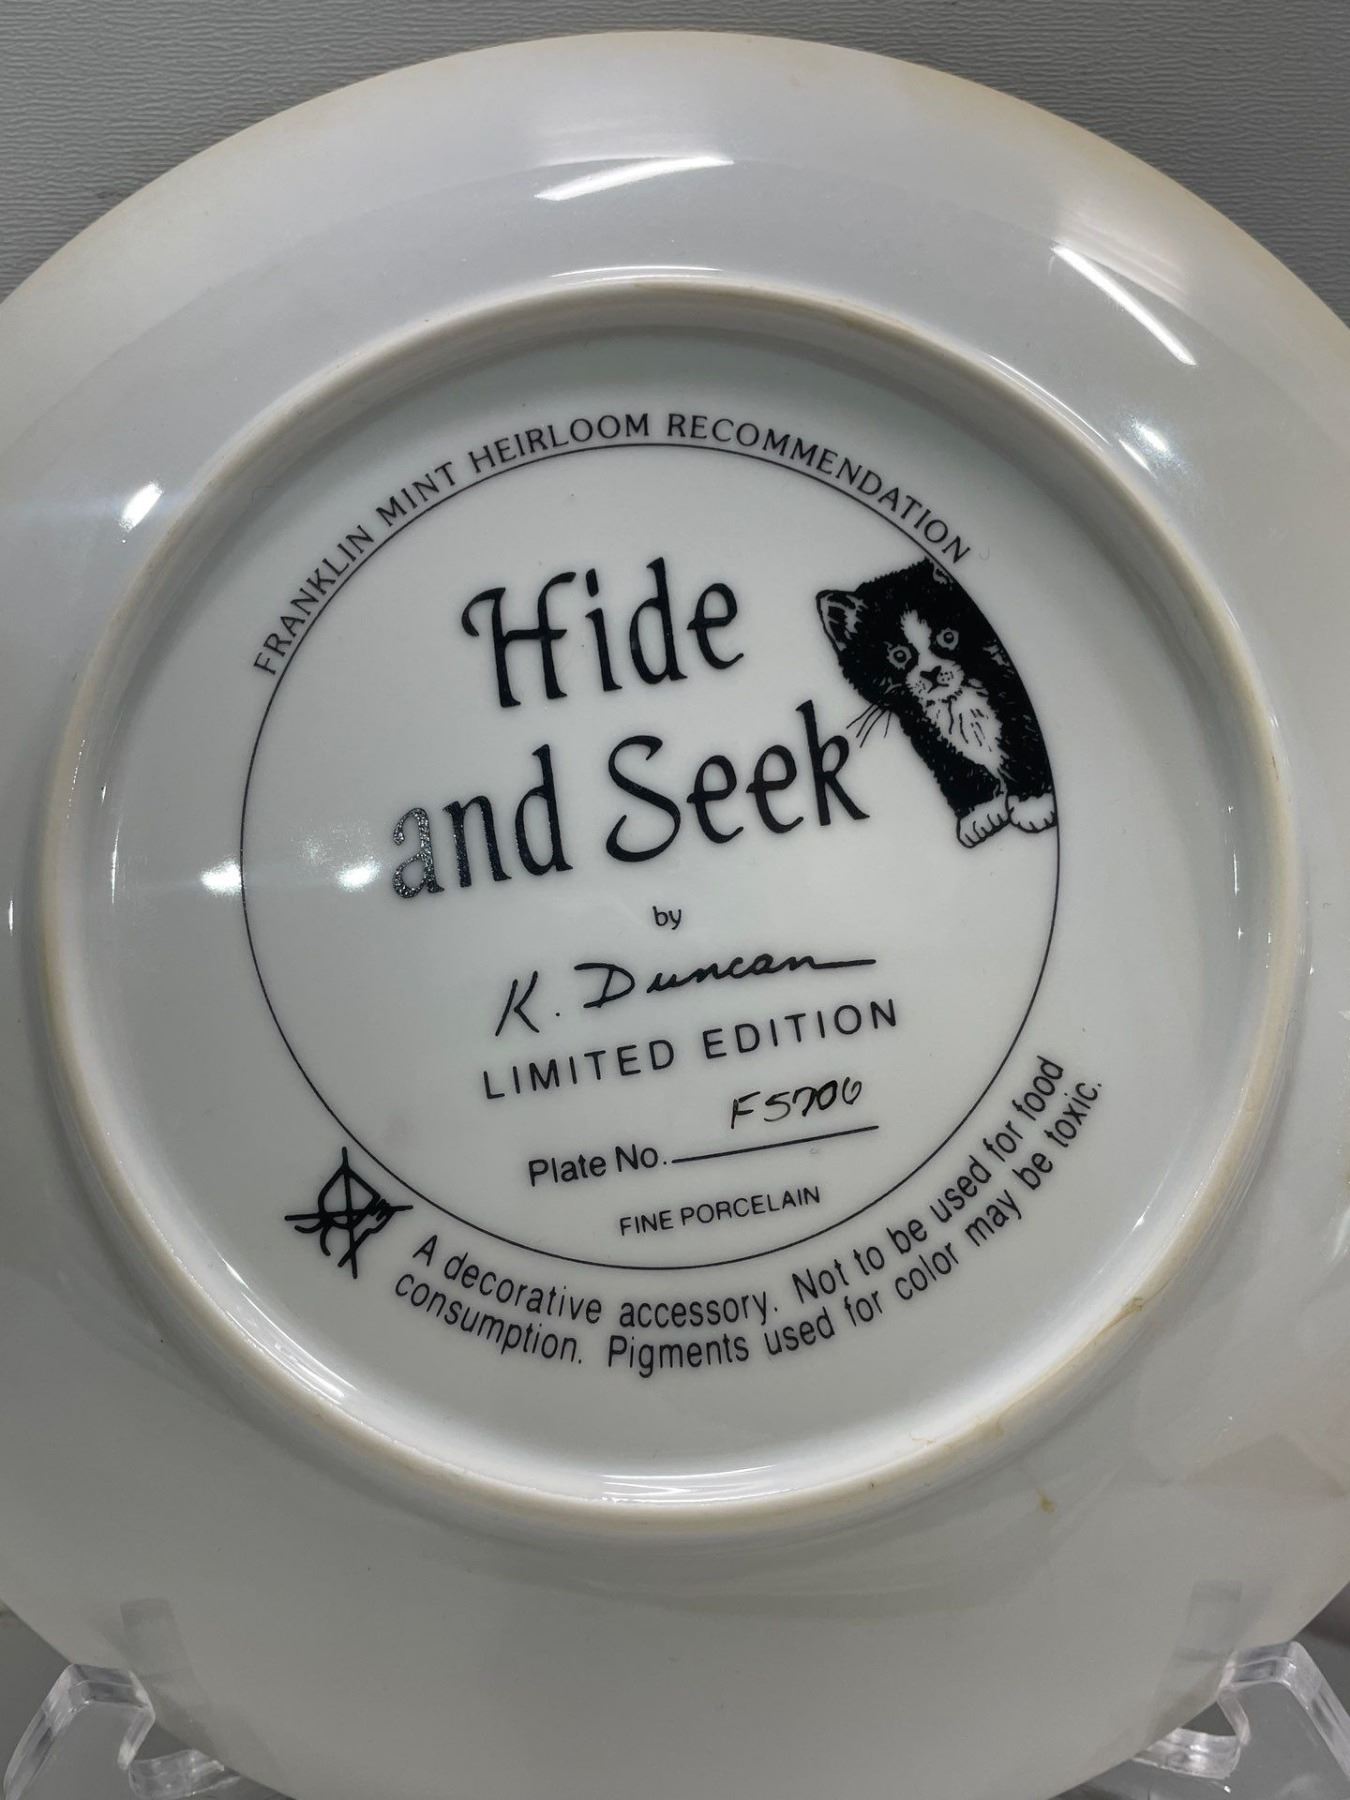 FRANKLIN MINT HEIRLOOM RECOMMENDATION
Hide
and Seek
by
K. Duncan
LIMITED EDITION
Plate No. F5706
FINE PORCELAIN
A decorative accessory. Not to be used for food
consumption. Pigments used for color may be toxic.